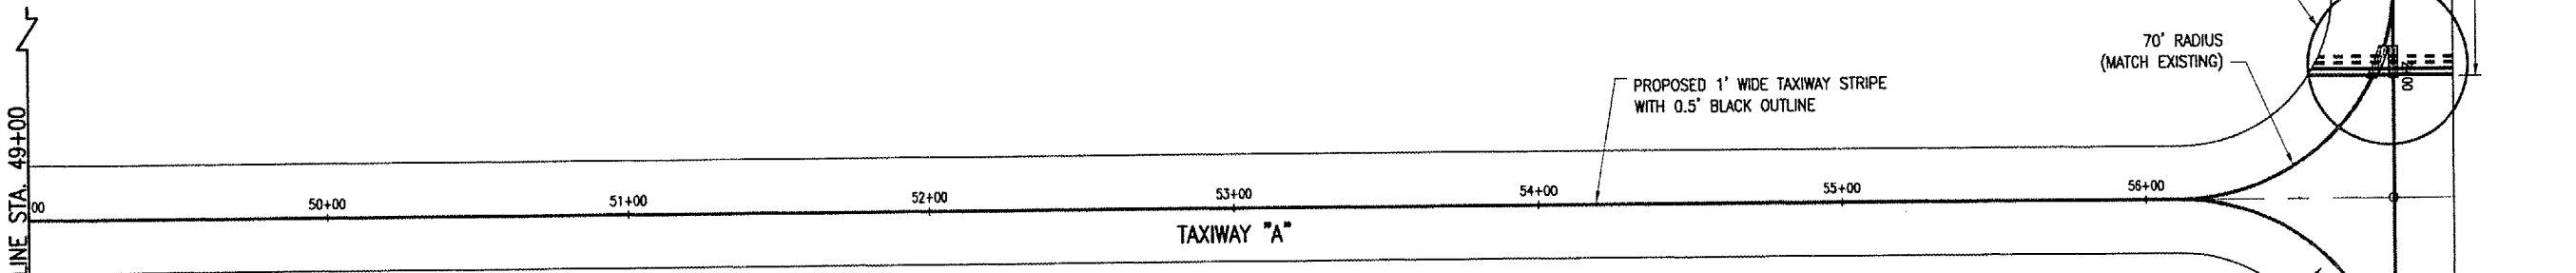 70' RADIUS
(MATCH EXISTING)
PROPOSED 1' WIDE TAXIWAY STRIPE
WITH 0.5' BLACK OUTLINE
LINE STA. 49+00
00
50+00
51+00
52+00
53+00
54+00
55+00
56+00
TAXIWAY "A"